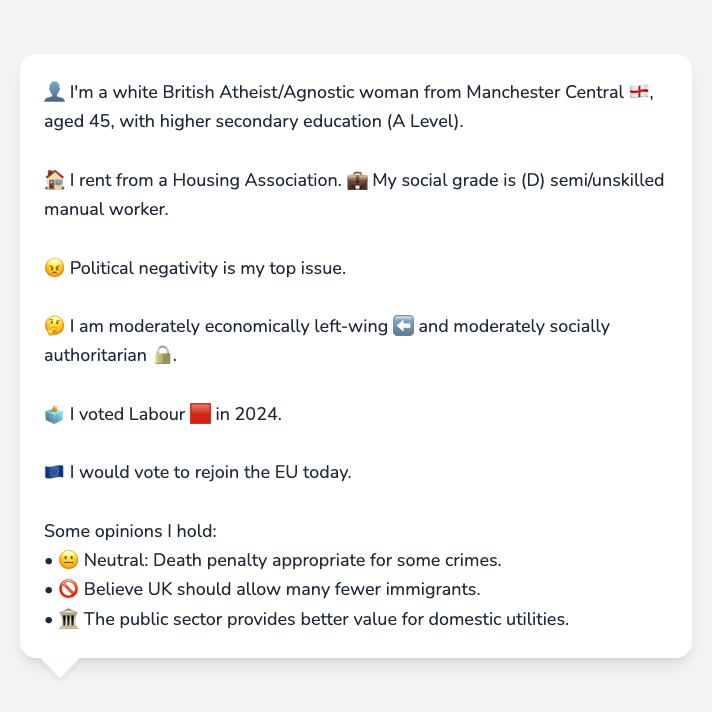 👤 I'm a white British Atheist/Agnostic woman from Manchester Central 🏴󠁧󠁢󠁥󠁮󠁧󠁿,
aged 45, with higher secondary education (A Level).
🏠 I rent from a Housing Association. 💼 My social grade is (D) semi/unskilled
manual worker.
😠 Political negativity is my top issue.
🤔 I am moderately economically left-wing ⬅️ and moderately socially
authoritarian 🔒.
🗳️ I voted Labour 🟥 in 2024.
🇪🇺 I would vote to rejoin the EU today.
Some opinions I hold:
• 😐 Neutral: Death penalty appropriate for some crimes.
• 🚫 Believe UK should allow many fewer immigrants.
• 🏛️ The public sector provides better value for domestic utilities.